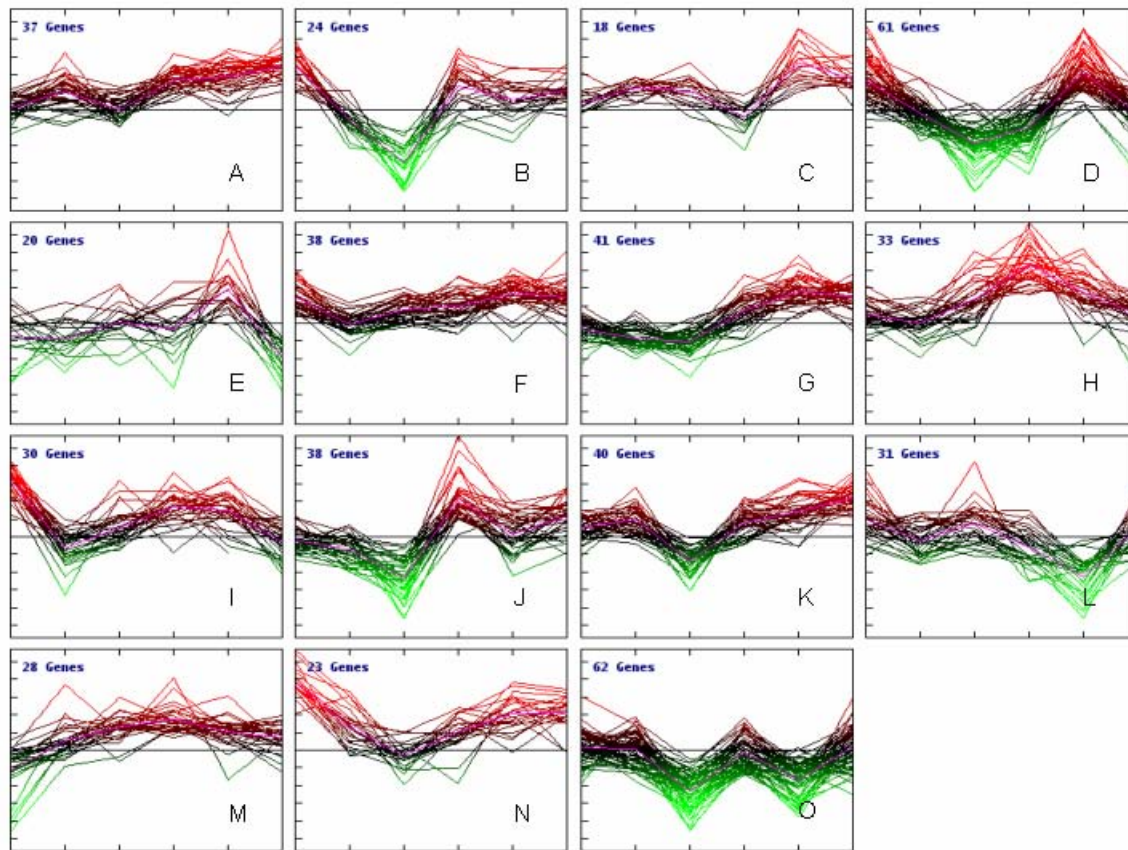 37 Genes
A
24 Genes
B
18 Genes
C
61 Genes
D
20 Genes
E
38 Genes
F
41 Genes
G
33 Genes
H
30 Genes
I
38 Genes
J
40 Genes
K
31 Genes
L
28 Genes
M
23 Genes
N
62 Genes
O